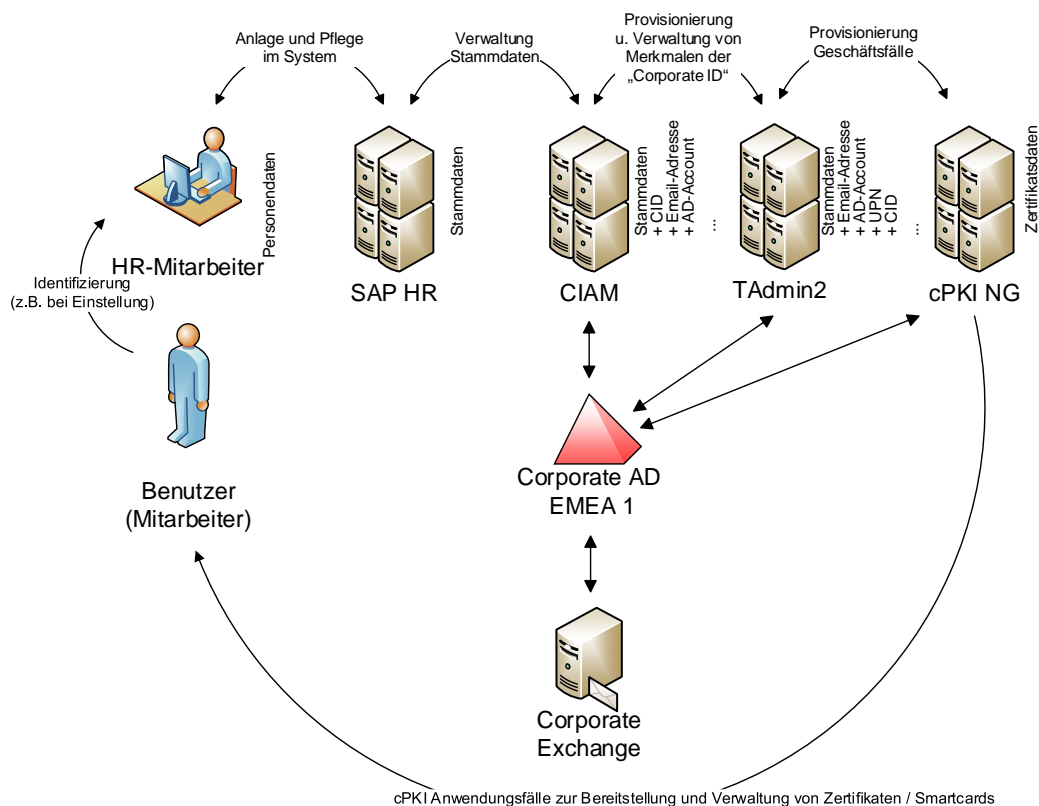 Anlage und Pflege
im System
Verwaltung
Stammdaten
Provisionierung
u. Verwaltung von
Merkmalen der
„Corporate ID“
Provisionierung
Geschäftsfälle
Personendaten
HR-Mitarbeiter
Stammdaten
SAP HR
Stammdaten
+ CID
+ Email-Adresse
+ AD-Account
...
CIAM
Stammdaten
+ Email-Adresse
+ AD-Account
+ UPN
+ CID
...
TAdmin2
Zertifikatsdaten
cPKI NG
Identifizierung
(z.B. bei Einstellung)
Benutzer
(Mitarbeiter)
Corporate AD
EMEA 1
Corporate
Exchange
cPKI Anwendungsfälle zur Bereitstellung und Verwaltung von Zertifikaten / Smartcards